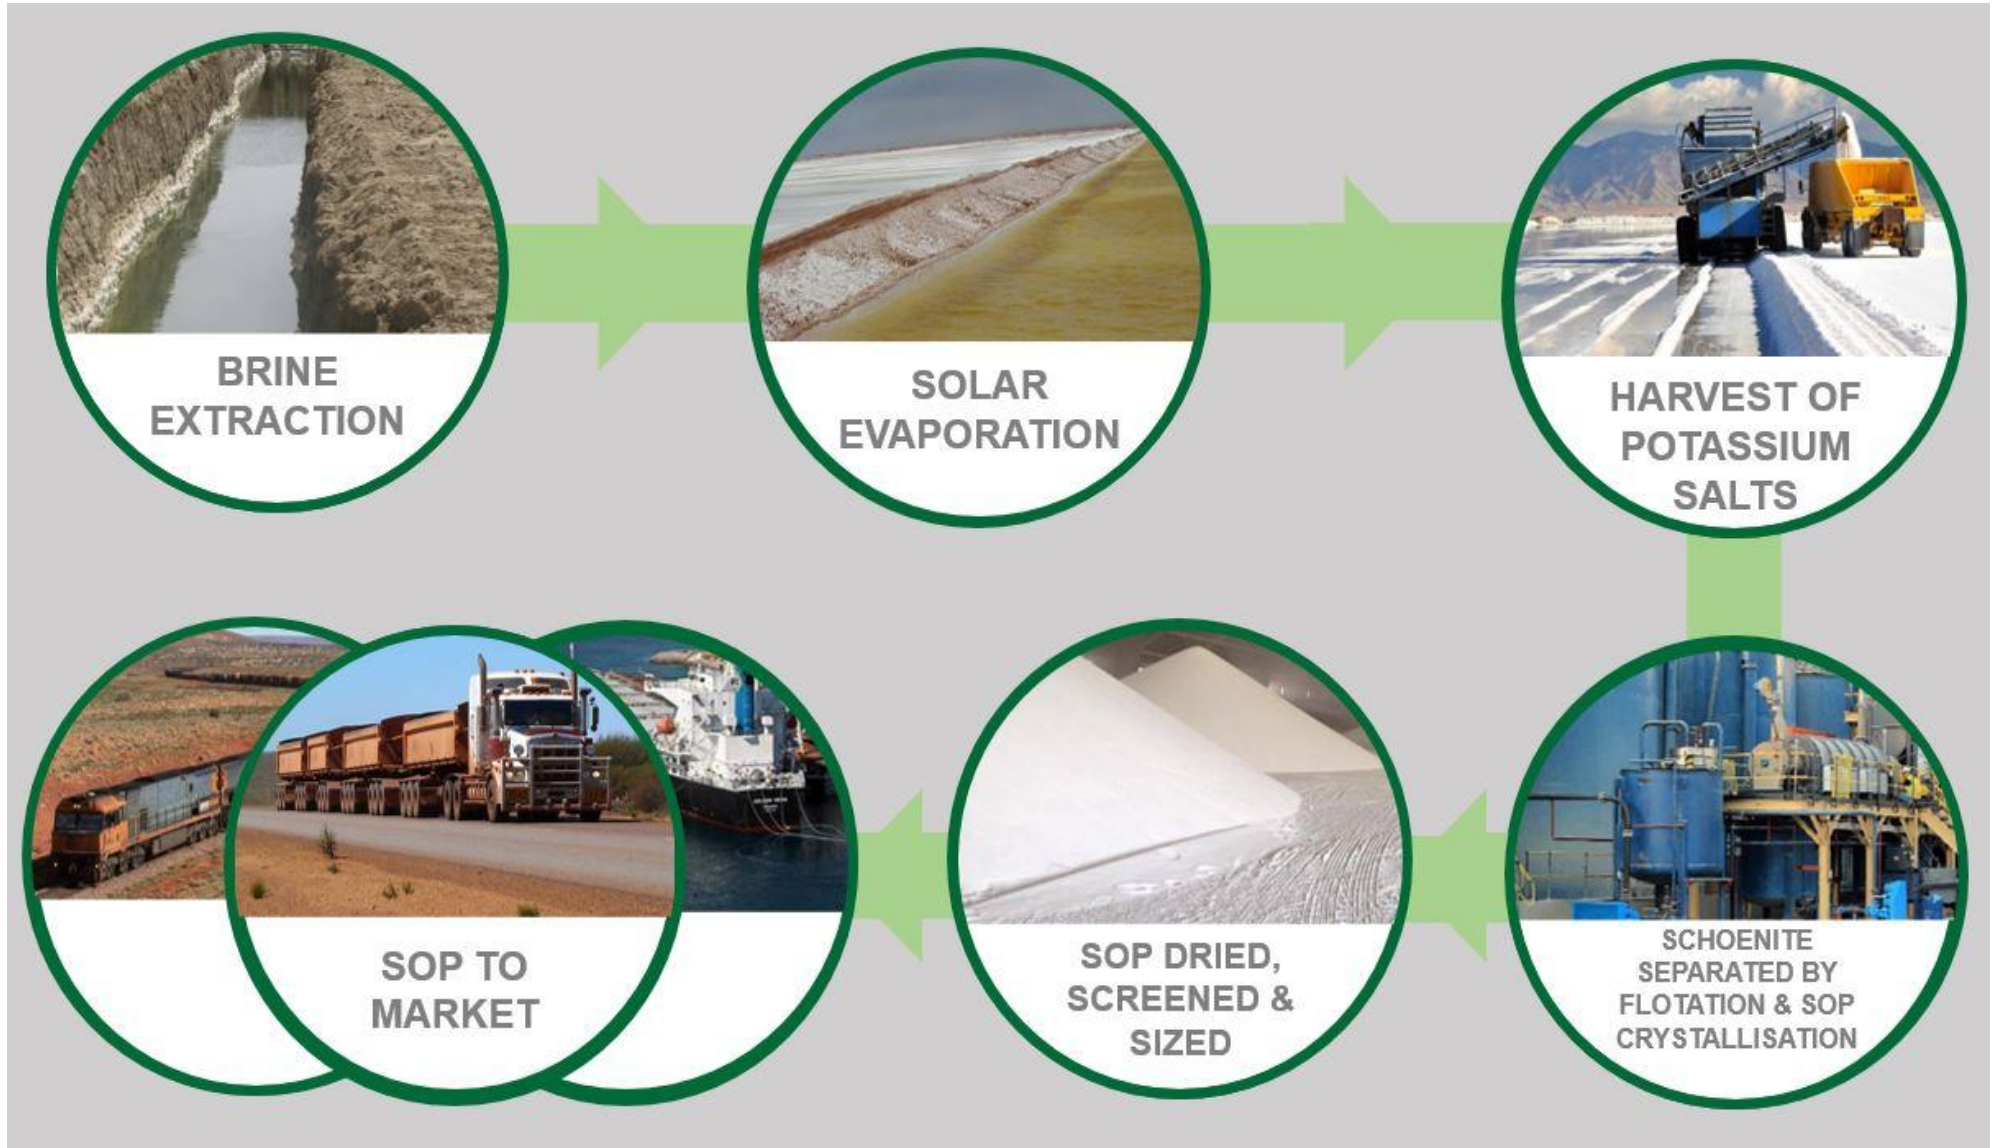 BRINE
EXTRACTION
SOLAR
EVAPORATION
HARVEST OF
POTASSIUM
SALTS
SCHOENITE
SEPARATED BY
FLOTATION & SOP
CRYSTALLISATION
SOP DRIED,
SCREENED &
SIZED
SOP TO
MARKET